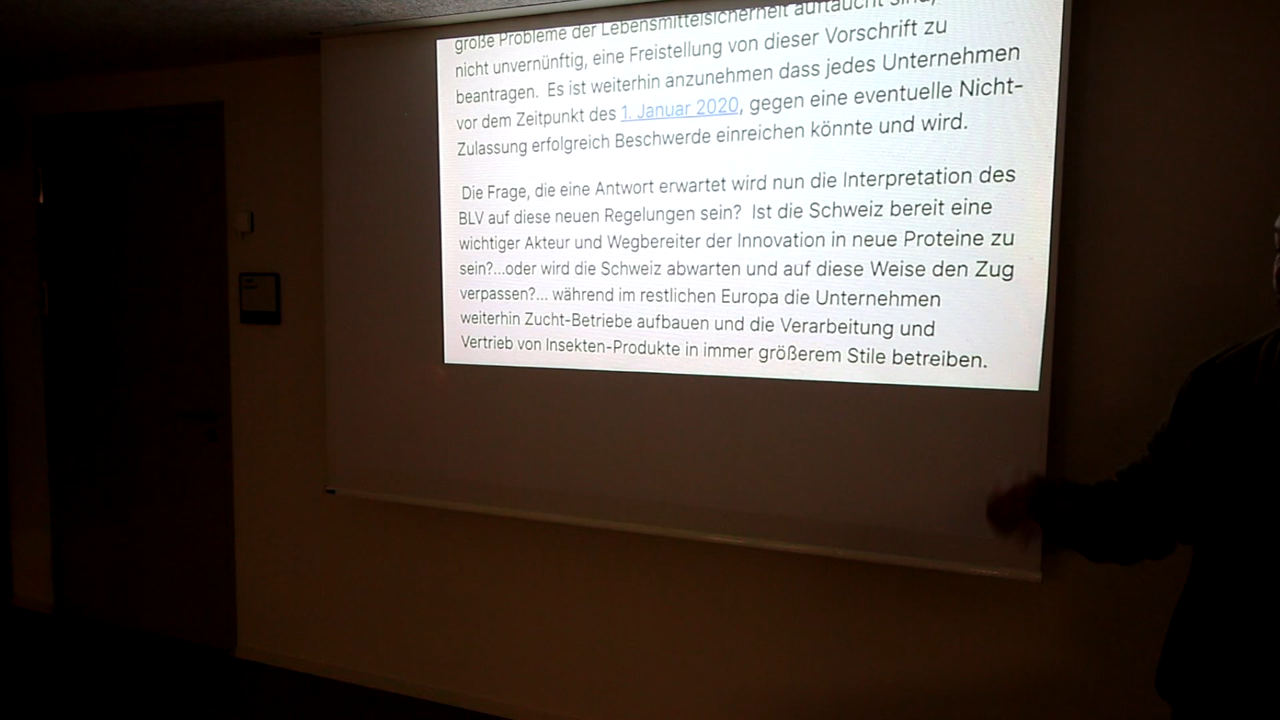 große Probleme der Lebensmittelsicherheit auftaucht sind,
nicht unvernünftig, eine Freistellung von dieser Vorschrift zu
beantragen. Es ist weiterhin anzunehmen dass jedes Unternehmen
vor dem Zeitpunkt des 1. Januar 2020, gegen eine eventuelle Nicht-
Zulassung erfolgreich Beschwerde einreichen könnte und wird.
Die Frage, die eine Antwort erwartet wird nun die Interpretation des
BLV auf diese neuen Regelungen sein? Ist die Schweiz bereit eine
wichtiger Akteur und Wegbereiter der Innovation in neue Proteine zu
sein?...oder wird die Schweiz abwarten und auf diese Weise den Zug
verpassen?... während im restlichen Europa die Unternehmen
weiterhin Zucht-Betriebe aufbauen und die Verarbeitung und
Vertrieb von Insekten-Produkte in immer größerem Stile betreiben.